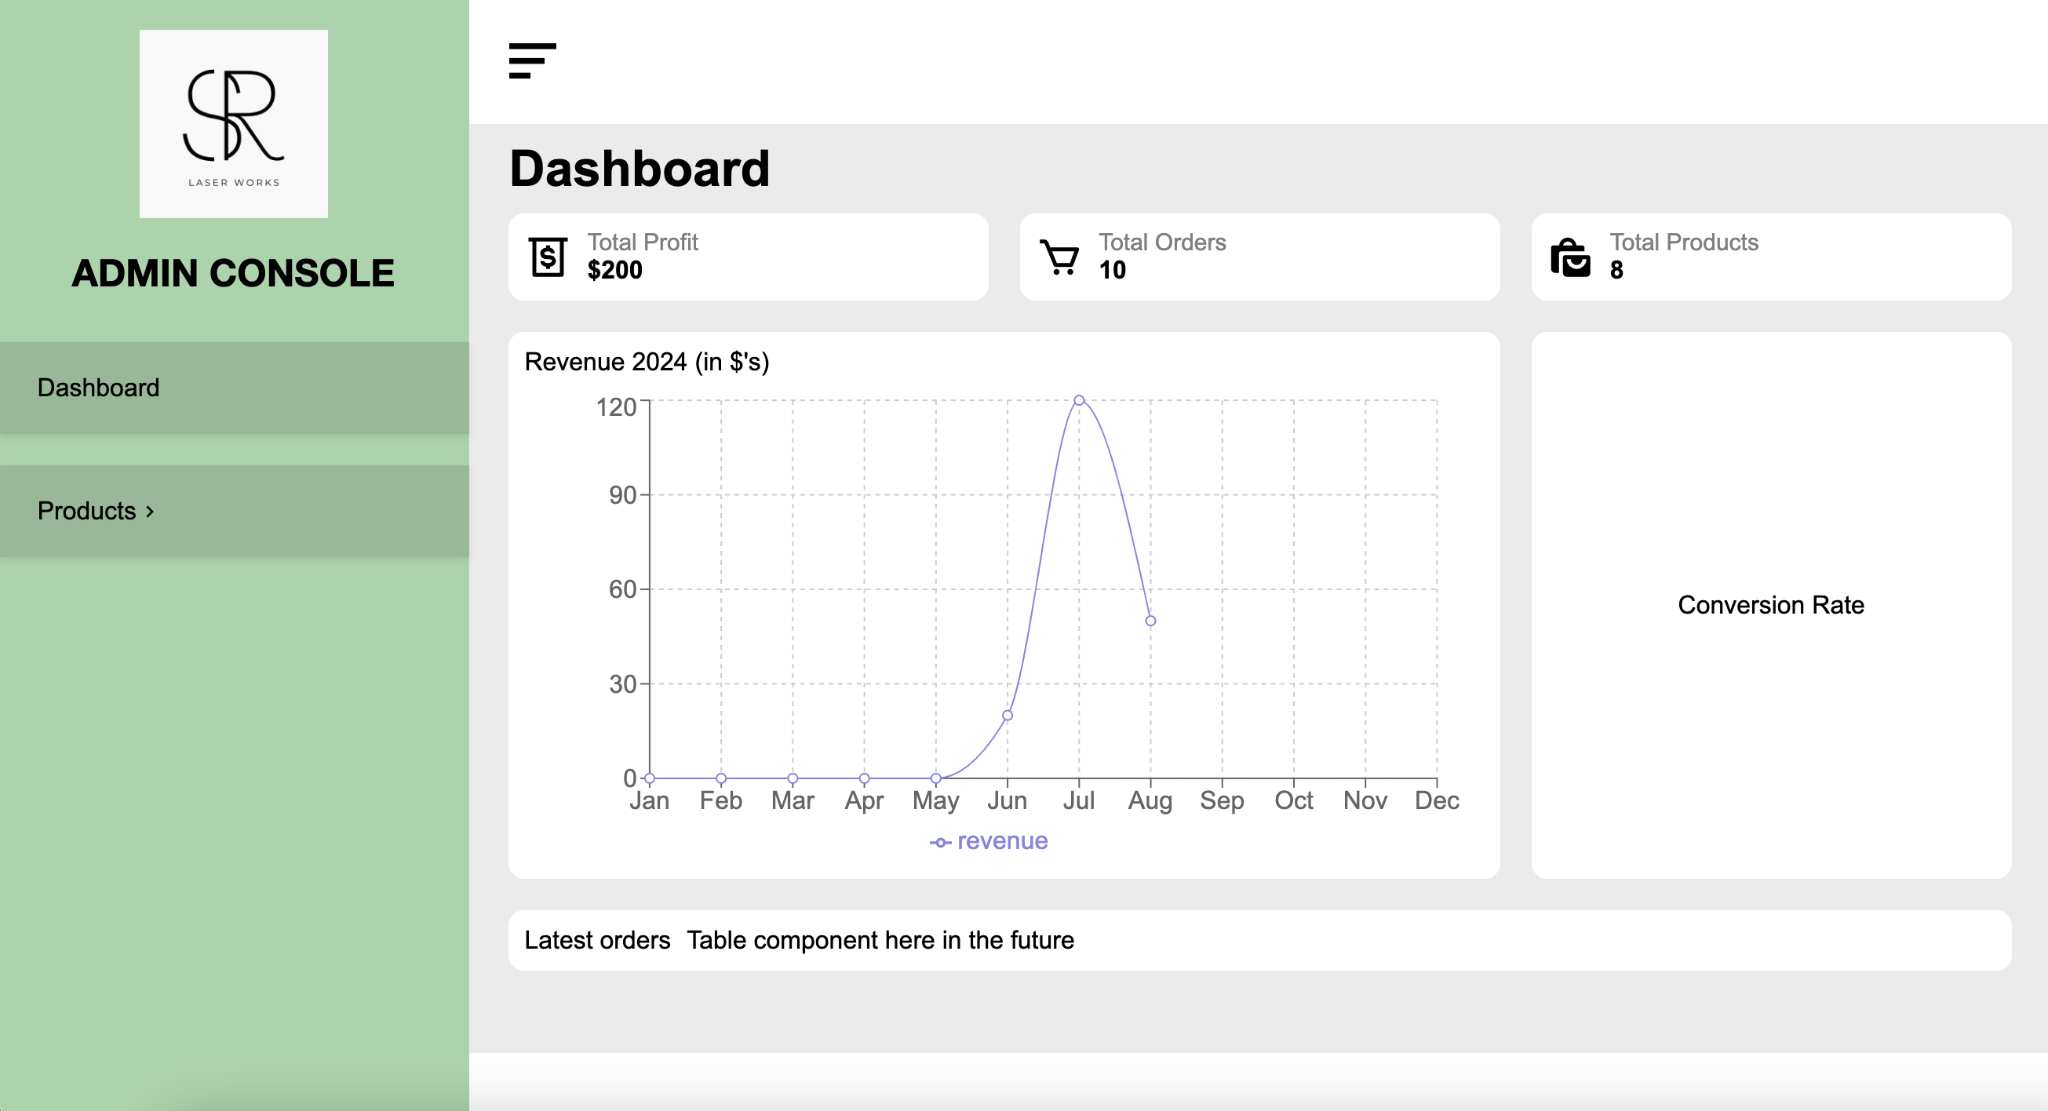 SR
LASER WORKS
ADMIN CONSOLE
Dashboard
Products ›
Dashboard
Total Profit
$200
Total Orders
10
Total Products
8
Revenue 2024 (in $'s)
120
90
60
30
0
Jan Feb Mar Apr May Jun Jul Aug Sep Oct Nov Dec
revenue
Conversion Rate
Latest orders Table component here in the future